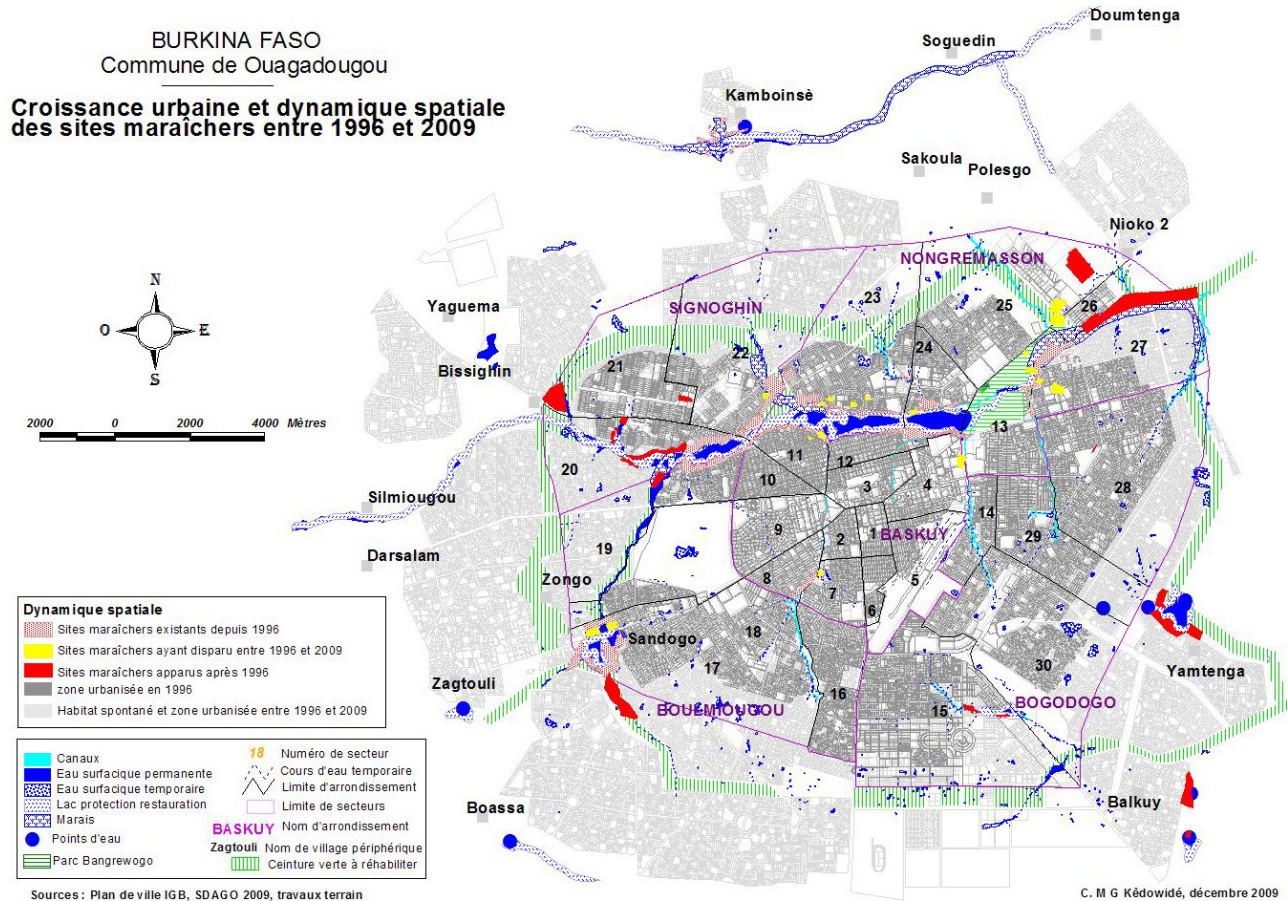 BURKINA FASO
Commune de Ouagadougou
Croissance urbaine et dynamique spatiale
des sites maraîchers entre 1996 et 2009
Doumtenga
Soguedin
Kamboinsè
Sakoula
Polesgo
Nioko 2
NONGREMASSON
SIGNOGHIN
N
O E
S
Yaguema
Bissighin
2000 0 2000 4000 Mètres
23
25
26
27
24
22
21
13
20
11
12
10
3
4
28
Silmiougou
9
14
29
2
1
BASKUY
Darsalam
19
8
5
Zongo
7
6
Sandogo
18
17
30
Yamtenga
Zagtouli
16
15
BOULMIOUGOU
BOGODOGO
Boassa
Balkuy
Dynamique spatiale
Sites maraîchers existants depuis 1996
Sites maraîchers ayant disparu entre 1996 et 2009
Sites maraîchers apparus après 1996
zone urbanisée en 1996
Habitat spontané et zone urbanisée entre 1996 et 2009
Canaux
Eau surfacique permanente
Eau surfacique temporaire
Lac protection restauration
Marais
Points d'eau
Parc Bangrewogo
18 Numéro de secteur
Cours d'eau temporaire
Limite d'arrondissement
Limite de secteurs
BASKUY Nom d'arrondissement
Zagtouli Nom de village périphérique
Ceinture verte à réhabiliter
Sources : Plan de ville IGB, SDAGO 2009, travaux terrain
C. M G Kêdowidé, décembre 2009